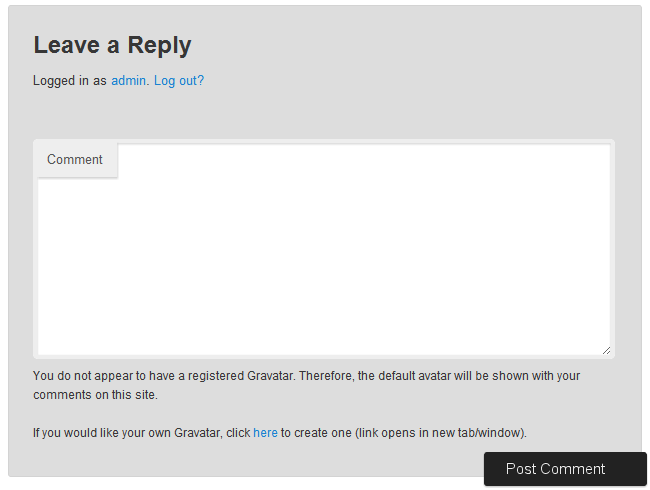 Leave a Reply
Logged in as admin. Log out?
Comment
You do not appear to have a registered Gravatar. Therefore, the default avatar will be shown with your
comments on this site.
If you would like your own Gravatar, click here to create one (link opens in new tab/window).
Post Comment